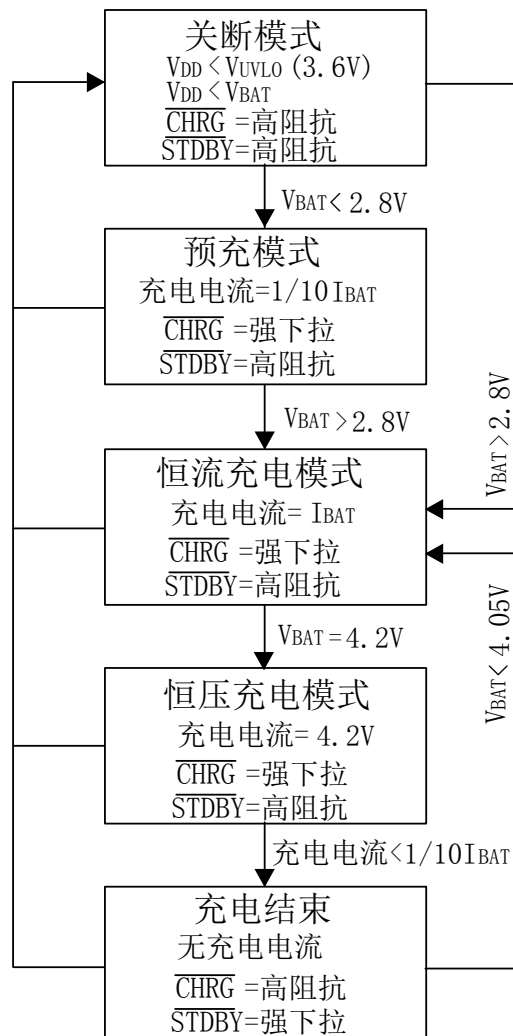 关断模式
VDD<VUVLO(3.6V)
VDD<VBAT
CHRG=高阻抗
STDBY=高阻抗
VBAT<2.8V
预充模式
充电电流=1/10IBAT
CHRG=强下拉
STDBY=高阻抗
VBAT>2.8V
VBAT>2.8V
恒流充电模式
充电电流=IBAT
CHRG=强下拉
STDBY=高阻抗
VBAT=4.2V
VBAT<4.05V
恒压充电模式
充电电流=4.2V
CHRG=强下拉
STDBY=高阻抗
充电电流<1/10IBAT
充电结束
无充电电流
CHRG=高阻抗
STDBY=强下拉